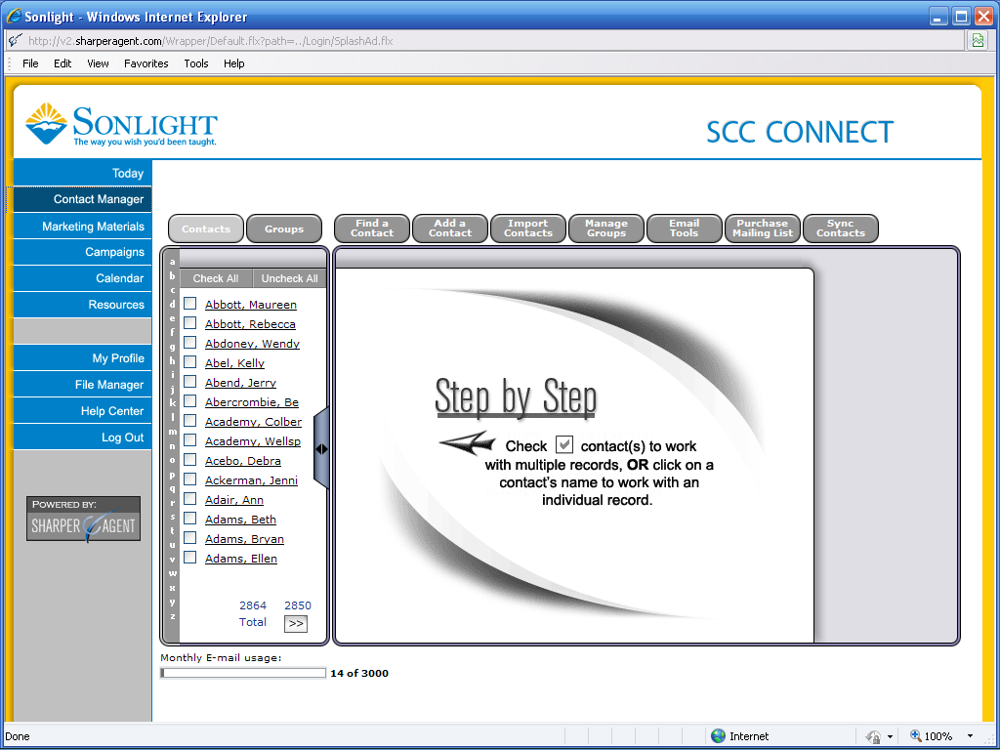 Sonlight - Windows Internet Explorer
http://v2.sharperagent.com/Wrapper/Default.flx?path=../Login/SplashAd.flx
File Edit View Favorites Tools Help
SONLIGHT
The way you wish you'd been taught.
SCC CONNECT
Today
Contact Manager
Marketing Materials
Campaigns
Calendar
Resources
My Profile
File Manager
Help Center
Log Out
POWERED BY:
SHARPER AGENT
Contacts
Groups
Find a
Contact
Add a
Contact
Import
Contacts
Manage
Groups
Email
Tools
Purchase
Mailing List
Sync
Contacts
a
b
c
d
e
f
g
h
i
j
k
l
m
n
o
p
q
r
s
t
u
v
w
x
y
z
Check All Uncheck All
Abbott, Maureen
Abbott, Rebecca
Abdoney, Wendy
Abel, Kelly
Abend, Jerry
Abercrombie, Be
Academy, Colber
Academy, Wellsp
Acebo, Debra
Ackerman, Jenni
Adair, Ann
Adams, Beth
Adams, Bryan
Adams, Ellen
2864 2850
Total >>
Step by Step
Check contact(s) to work
with multiple records, OR click on a
contact's name to work with an
individual record.
Monthly E-mail usage:
14 of 3000
Done Internet 100%